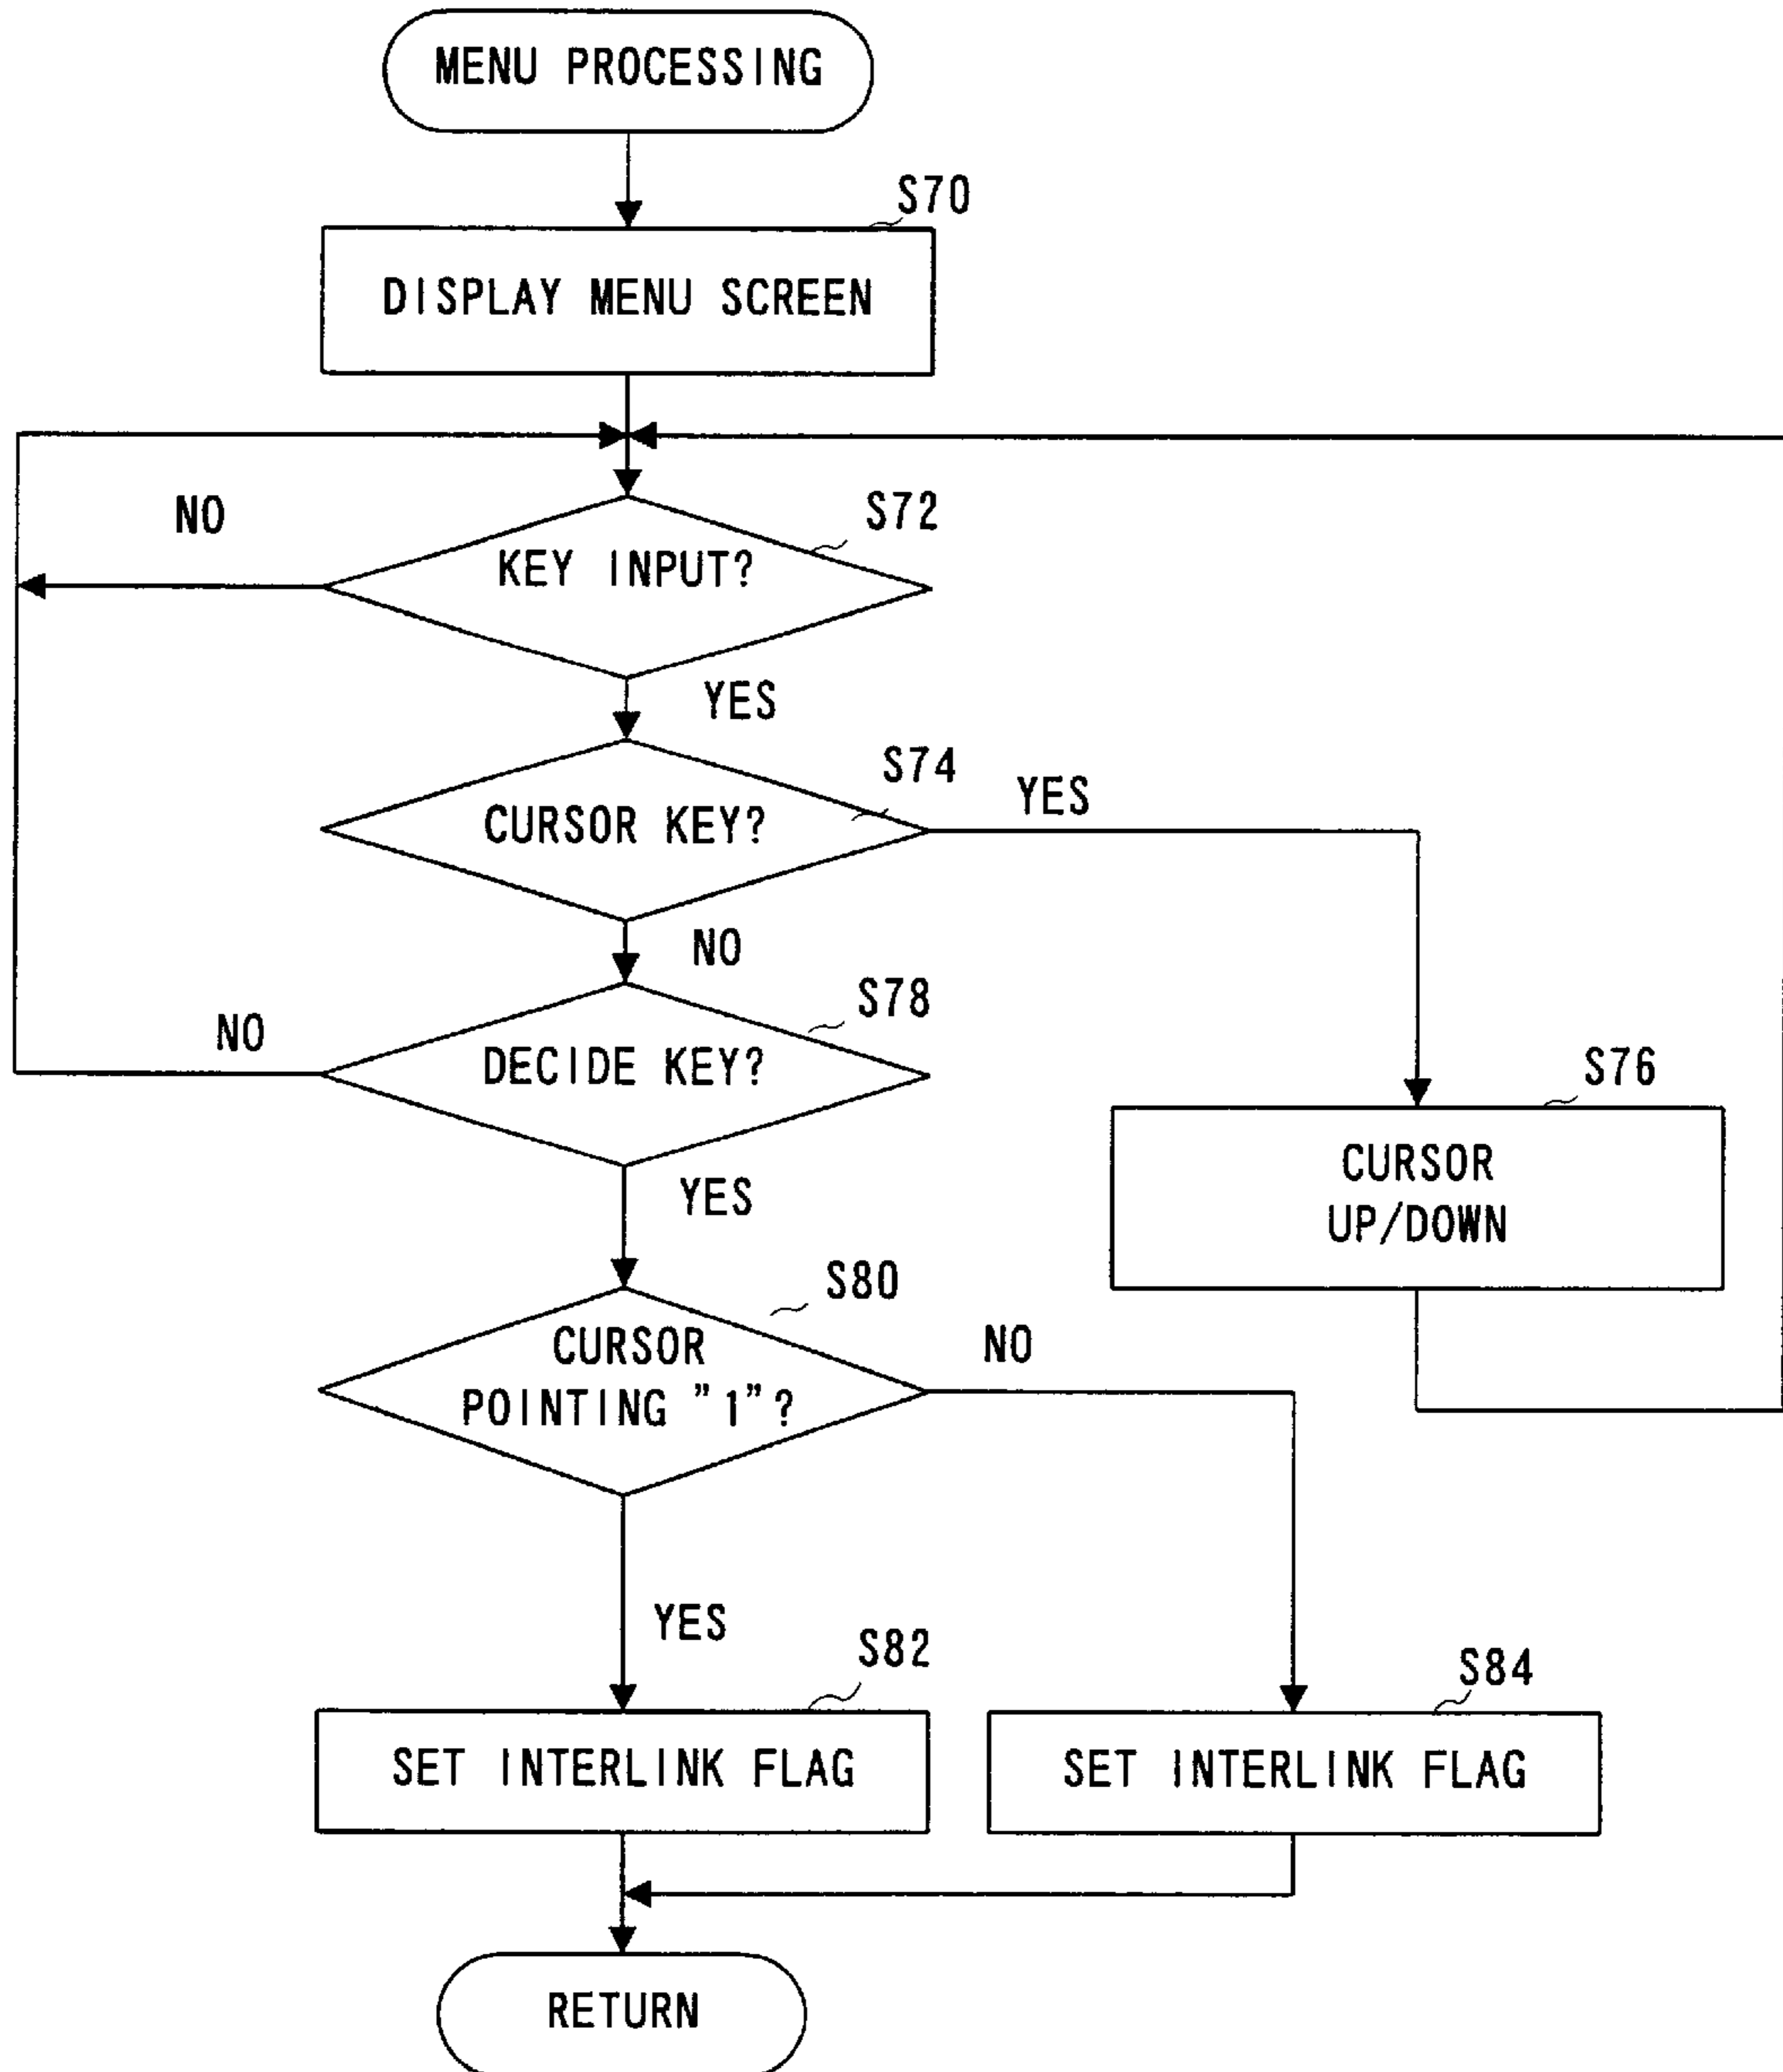 MENU PROCESSING
S70
DISPLAY MENU SCREEN
NO
S72
KEY INPUT?
YES
S74
YES
CURSOR KEY?
NO
S78
NO
DECIDE KEY?
S76
CURSOR
UP/DOWN
YES
S80
CURSOR
POINTING "1"?
NO
YES
S82
S84
SET INTERLINK FLAG
SET INTERLINK FLAG
RETURN